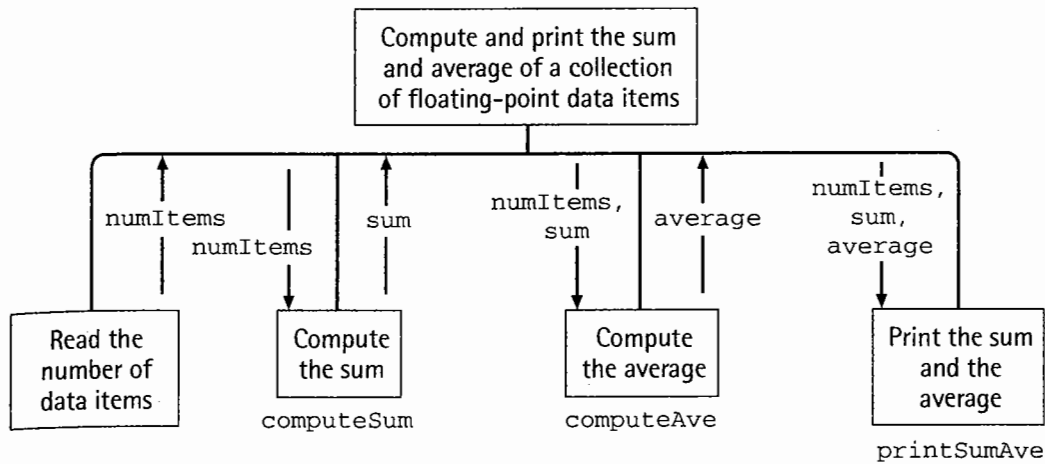 Compute and print the sum
and average of a collection
of floating-point data items
numItems
numItems
sum
numItems,
sum
average
numItems,
sum,
average
Read the
number of
data items
Compute
the sum
computeSum
Compute
the average
computeAve
Print the sum
and the
average
printSumAve